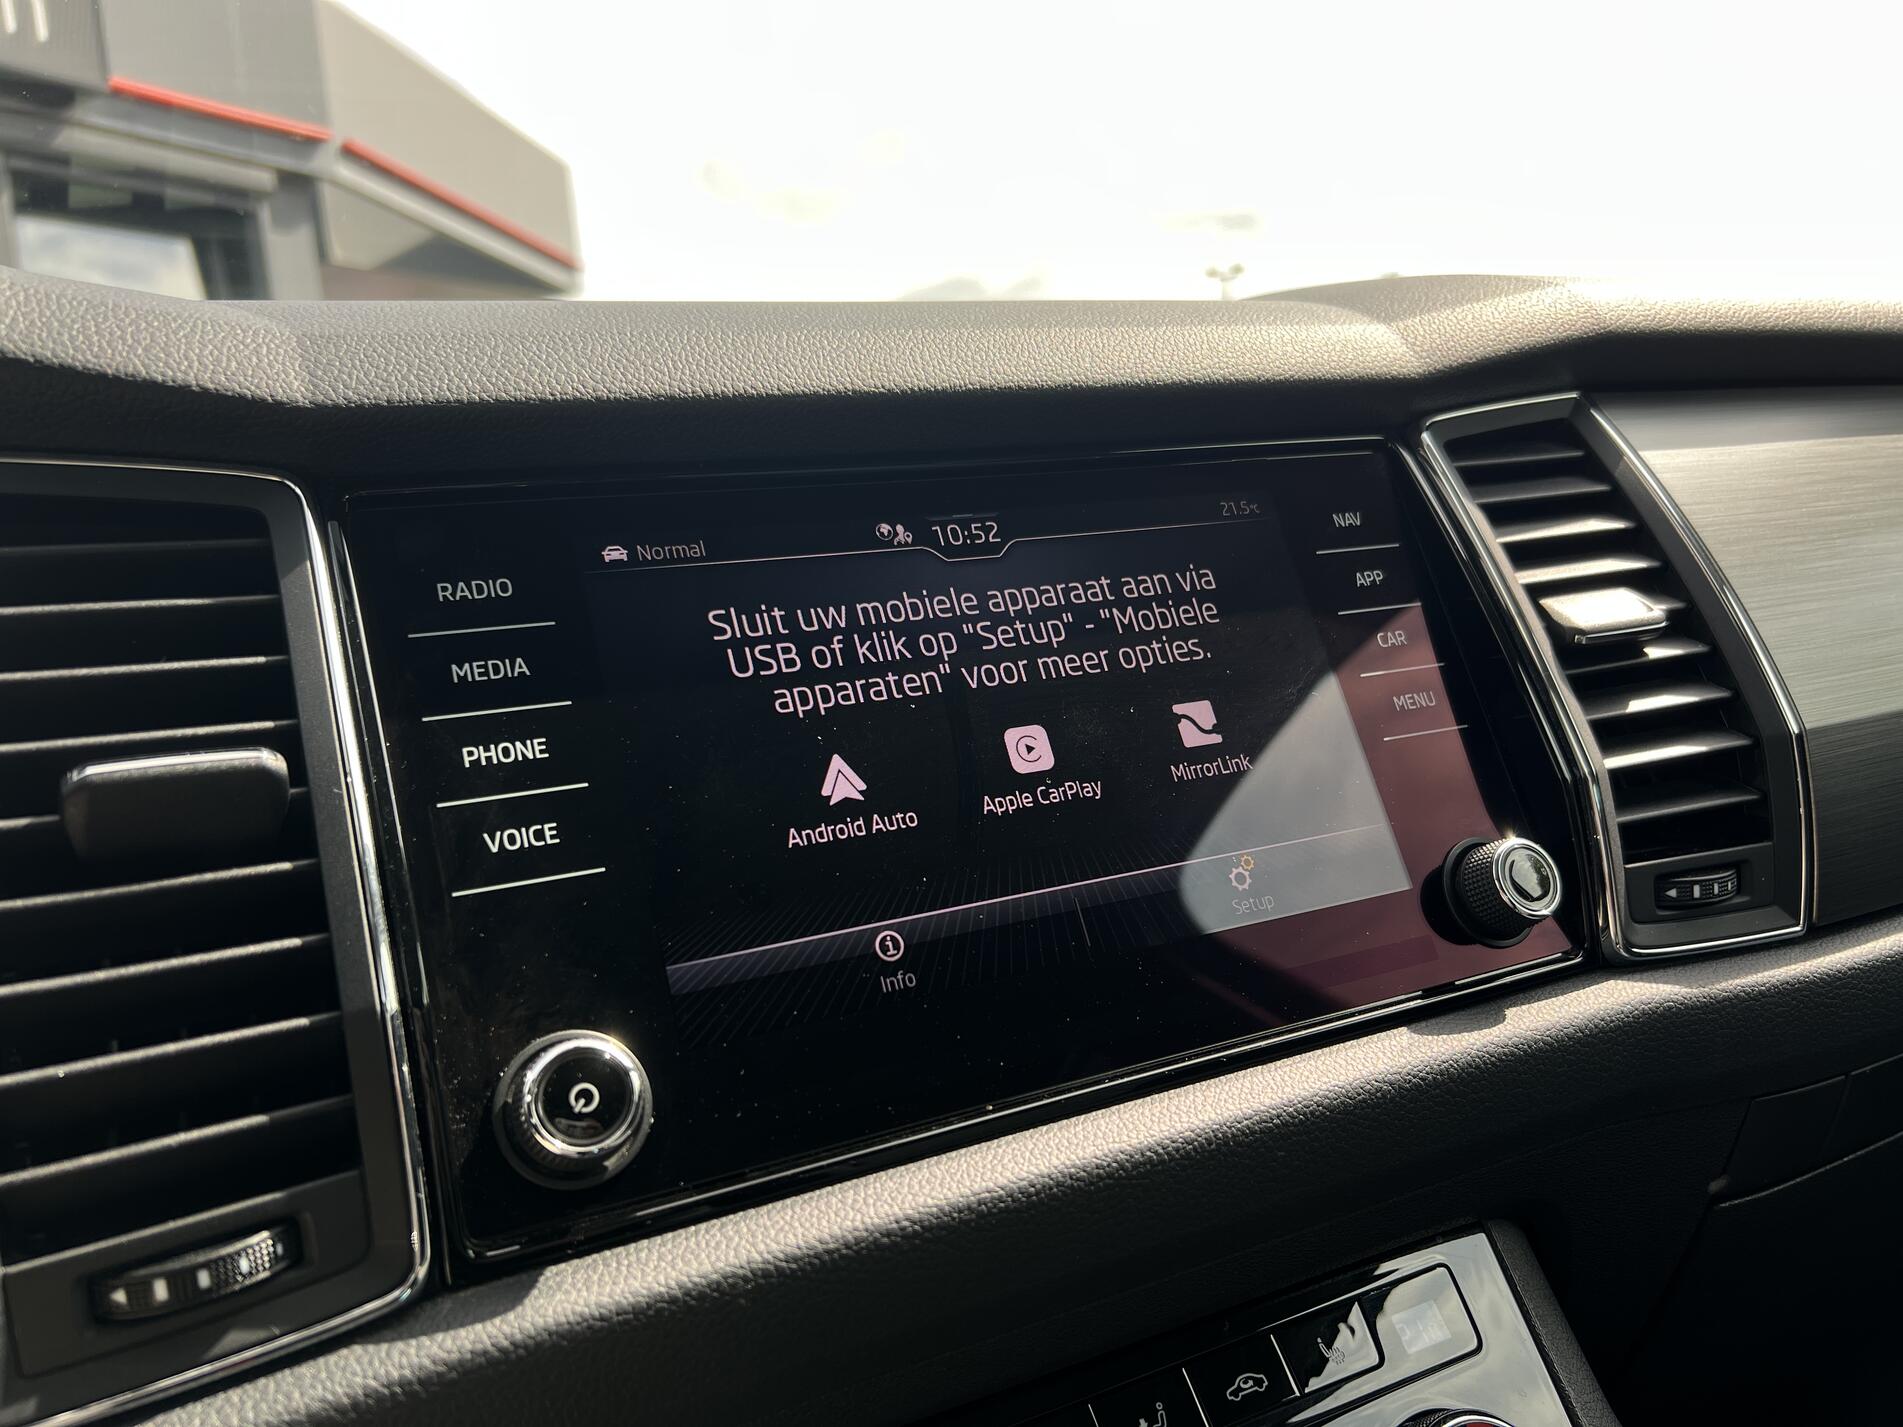 Normal
10:52
21.5°C
Sluit uw mobiele apparaat aan via
USB of klik op "Setup" - "Mobiele
apparaten" voor meer opties.
Android Auto
Apple CarPlay
MirrorLink
Info
Setup
RADIO
MEDIA
PHONE
VOICE
NAV
APP
CAR
MENU